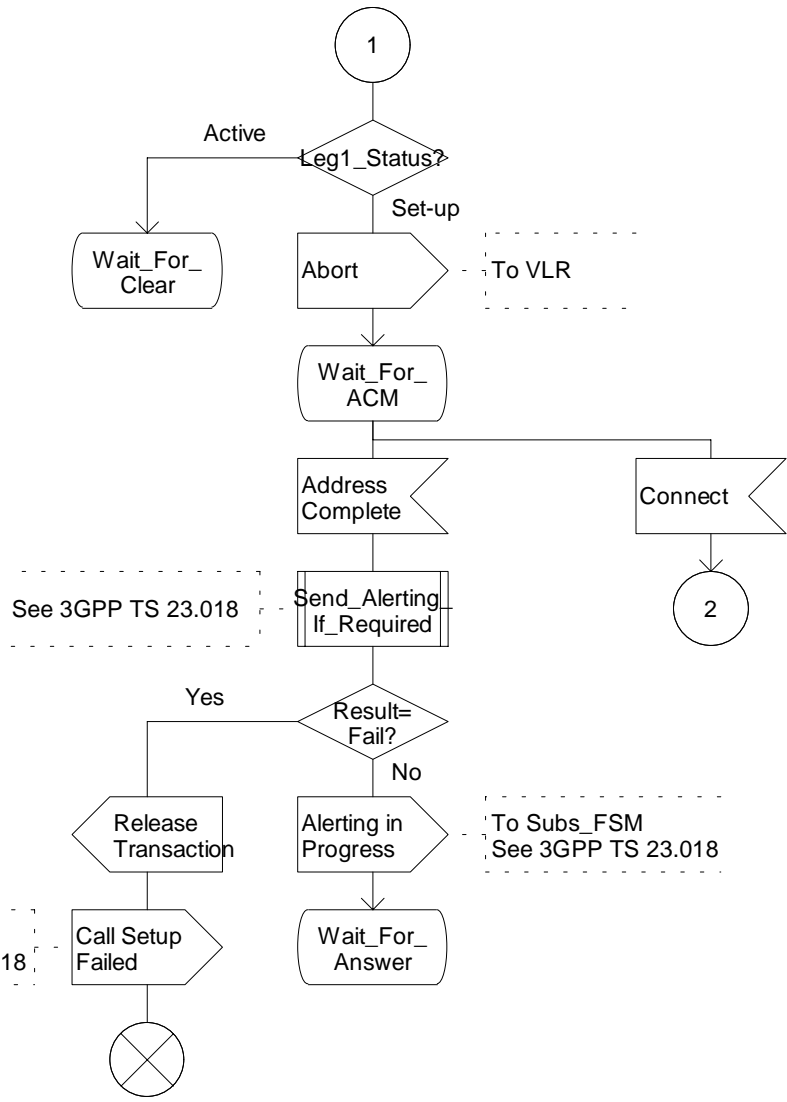 1
Active
Leg1_Status?
Set-up
Wait_For_
Clear
Abort
To VLR
Wait_For_
ACM
Address
Complete
Connect
See 3GPP TS 23.018
Send_Alerting_
If_Required
2
Yes
Result=
Fail?
No
Release
Transaction
Alerting in
Progress
To Subs_FSM
See 3GPP TS 23.018
18
Call Setup
Failed
Wait_For_
Answer